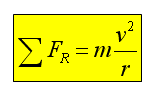 ∑ F_R = m v²/r